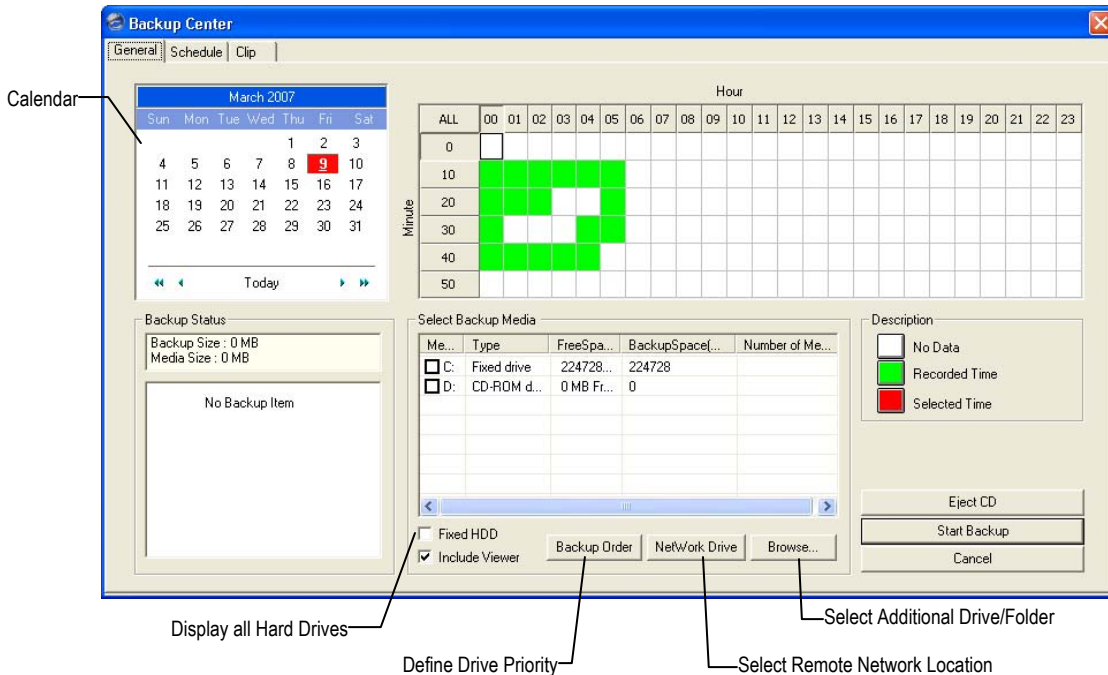 Backup Center
General Schedule Clip
Calendar
March 2007
Sun Mon Tue Wed Thu Fri Sat
1 2 3
4 5 6 7 8 9 10
11 12 13 14 15 16 17
18 19 20 21 22 23 24
25 26 27 28 29 30 31
Today
Hour
ALL 00 01 02 03 04 05 06 07 08 09 10 11 12 13 14 15 16 17 18 19 20 21 22 23
Minute
0
10
20
30
40
50
Backup Status
Backup Size : 0 MB
Media Size : 0 MB
No Backup Item
Select Backup Media
Me... Type FreeSpa... BackupSpace(... Number of Me...
C: Fixed drive 224728... 224728
D: CD-ROM d... 0 MB Fr... 0
Fixed HDD
Include Viewer
Backup Order NetWork Drive Browse...
Description
No Data
Recorded Time
Selected Time
Eject CD
Start Backup
Cancel
Display all Hard Drives
Select Additional Drive/Folder
Define Drive Priority
Select Remote Network Location